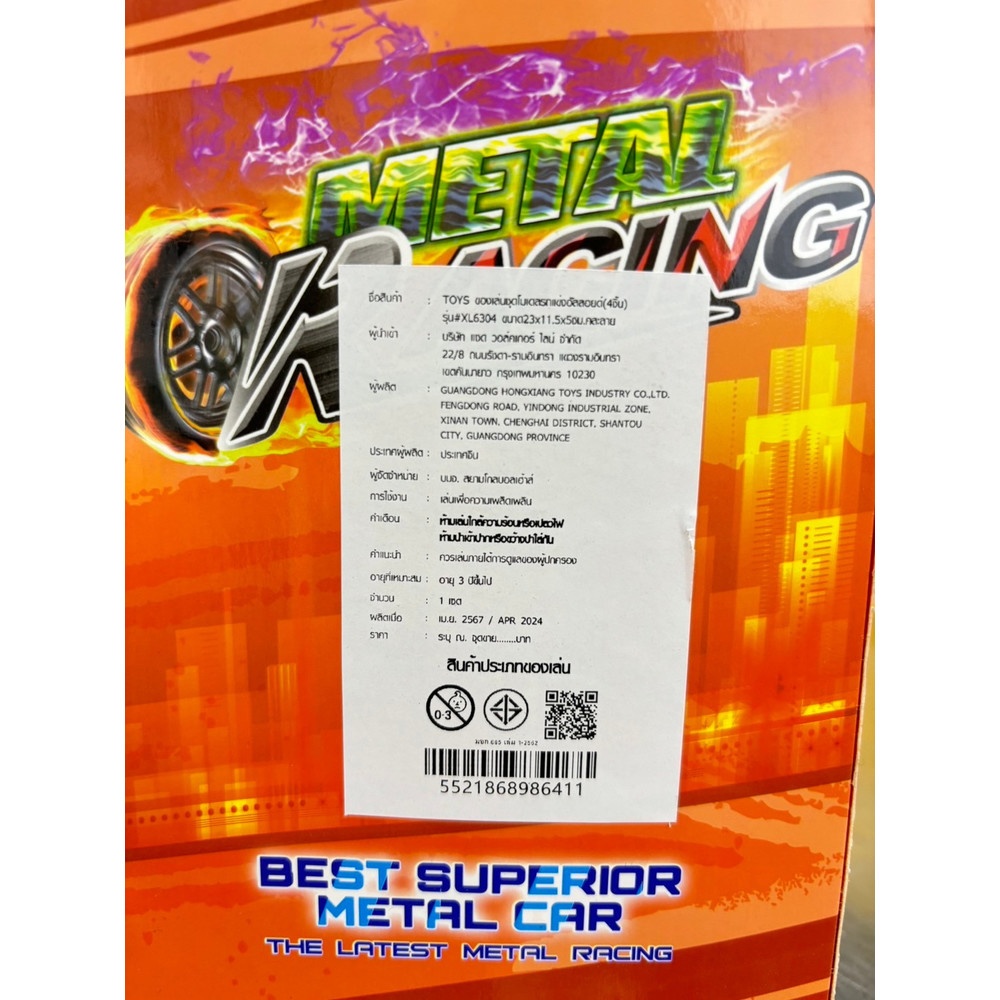 METAL
RACING
ชื่อสินค้า : TOYS ของเล่นชุดโมเดลรถแข่งอัลลอยด์(4ชิ้น)
รุ่น#XL6304 ขนาด23x11.5x5ซม.คละลาย
ผู้นำเข้า : บริษัท แซด วอล์คเกอร์ ไลน์ จำกัด
22/8 ถนนรัชดา-รามอินทรา แขวงรามอินทรา
เขตคันนายาว กรุงเทพมหานคร 10230
ผู้ผลิต : GUANGDONG HONGXIANG TOYS INDUSTRY CO.,LTD.
FENGDONG ROAD, YINDONG INDUSTRIAL ZONE,
XINAN TOWN, CHENGHAI DISTRICT, SHANTOU
CITY, GUANGDONG PROVINCE
ประเทศผู้ผลิต : ประเทศจีน
ผู้จัดจำหน่าย : บมจ. สยามโกลบอลเฮ้าส์
การใช้งาน : เล่นเพื่อความเพลิดเพลิน
คำเตือน : ห้ามเล่นใกล้ความร้อนหรือเปลวไฟ
ห้ามนำเข้าปากหรือขว้างปาใส่กัน
คำแนะนำ : ควรเล่นภายใต้การดูแลของผู้ปกครอง
อายุที่เหมาะสม : อายุ 3 ปีขึ้นไป
จำนวน : 1 เซต
ผลิตเมื่อ : เม.ย. 2567 / APR 2024
ราคา : ระบุ ณ. จุดขาย........บาท
สินค้าประเภทของเล่น
0-3
มอก.685 เล่ม 1-2562
5521868986411
BEST SUPERIOR
METAL CAR
THE LATEST METAL RACING